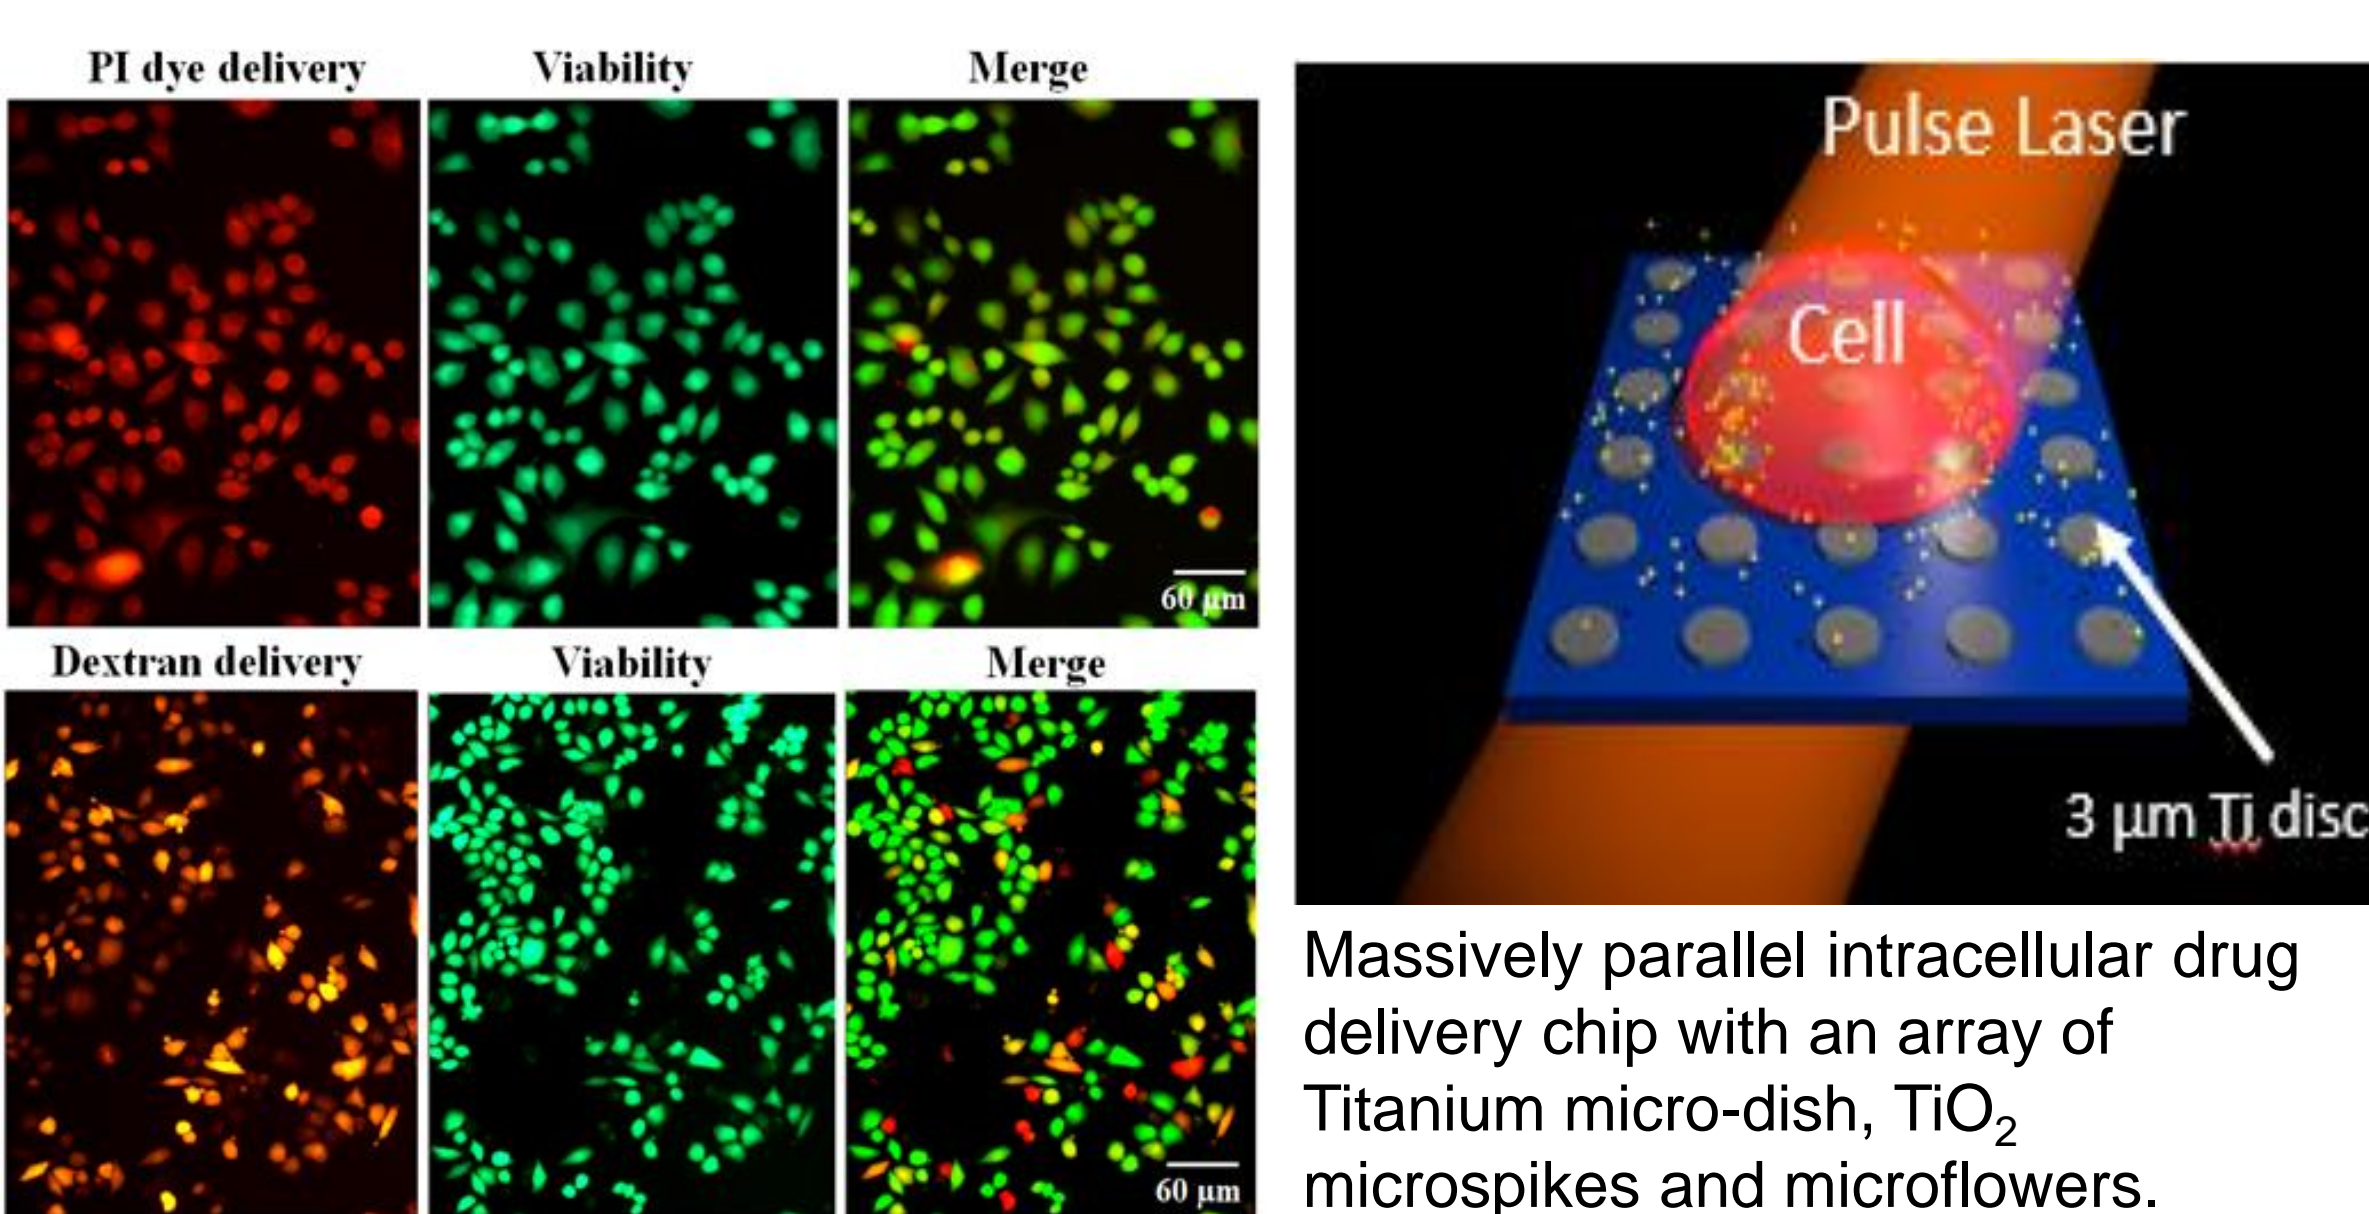 PI dye delivery
Viability
Merge
60 µm
Dextran delivery
Viability
Merge
60 µm
Pulse Laser
Cell
3 µm Ti disc
Massively parallel intracellular drug
delivery chip with an array of
Titanium micro-dish, TiO₂
microspikes and microflowers.